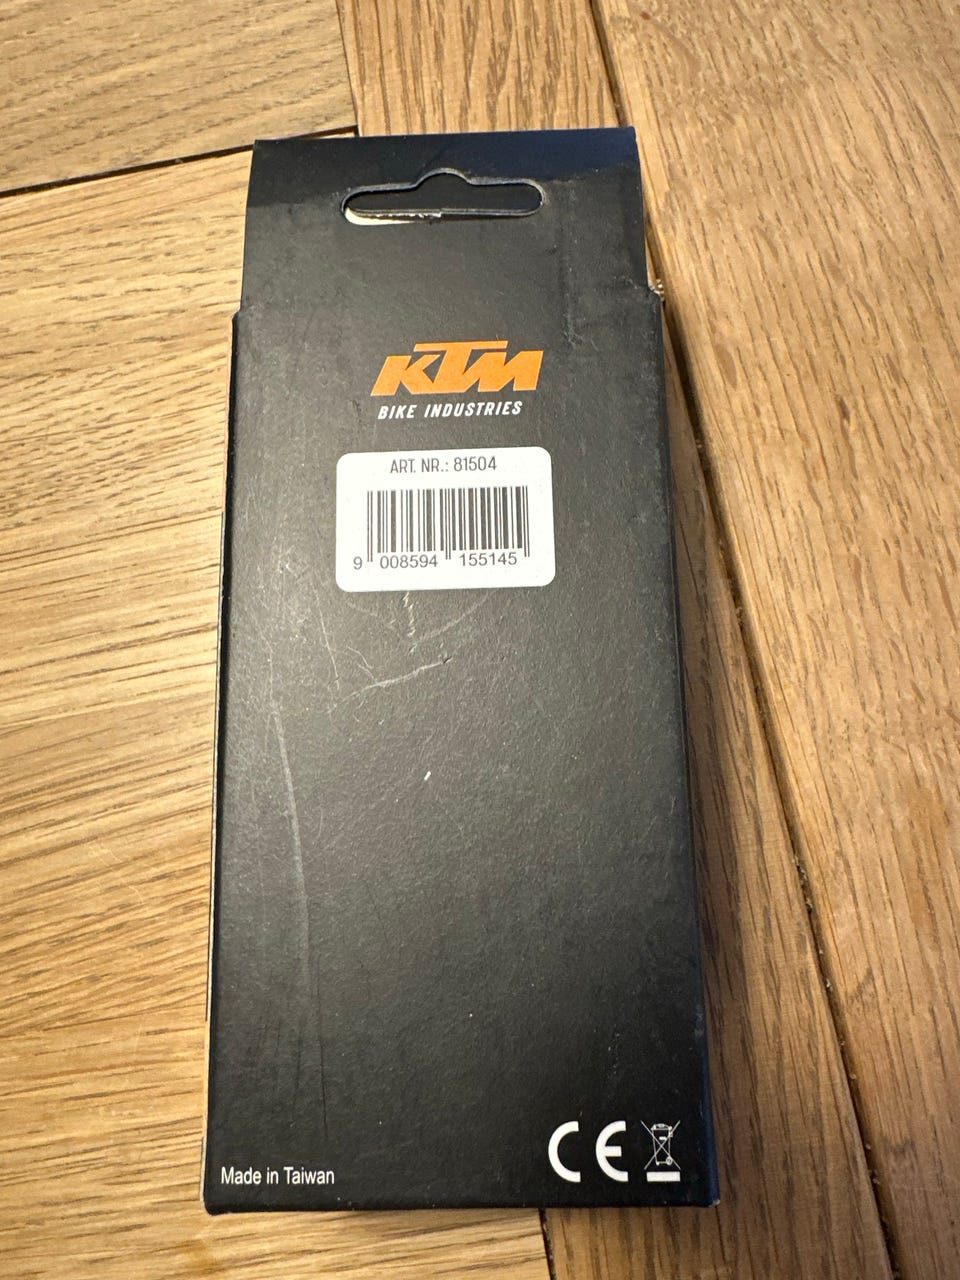 KTM
BIKE INDUSTRIES
ART. NR.: 81504
9 008594 155145
Made in Taiwan
CE